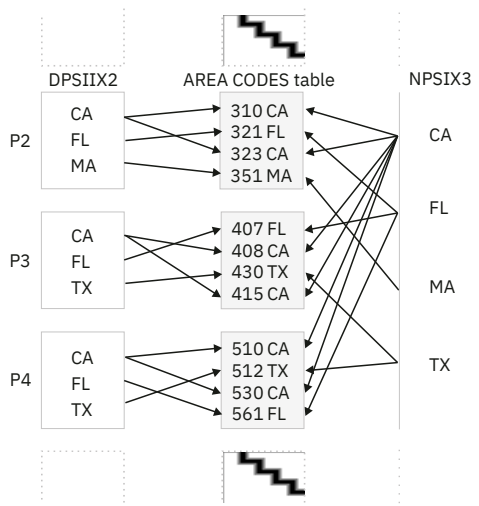 DPSIIX2
AREA CODES table
NPSIX3
P2
CA
FL
MA
310 CA
321 FL
323 CA
351 MA
P3
CA
FL
TX
407 FL
408 CA
430 TX
415 CA
P4
CA
FL
TX
510 CA
512 TX
530 CA
561 FL
CA
FL
MA
TX